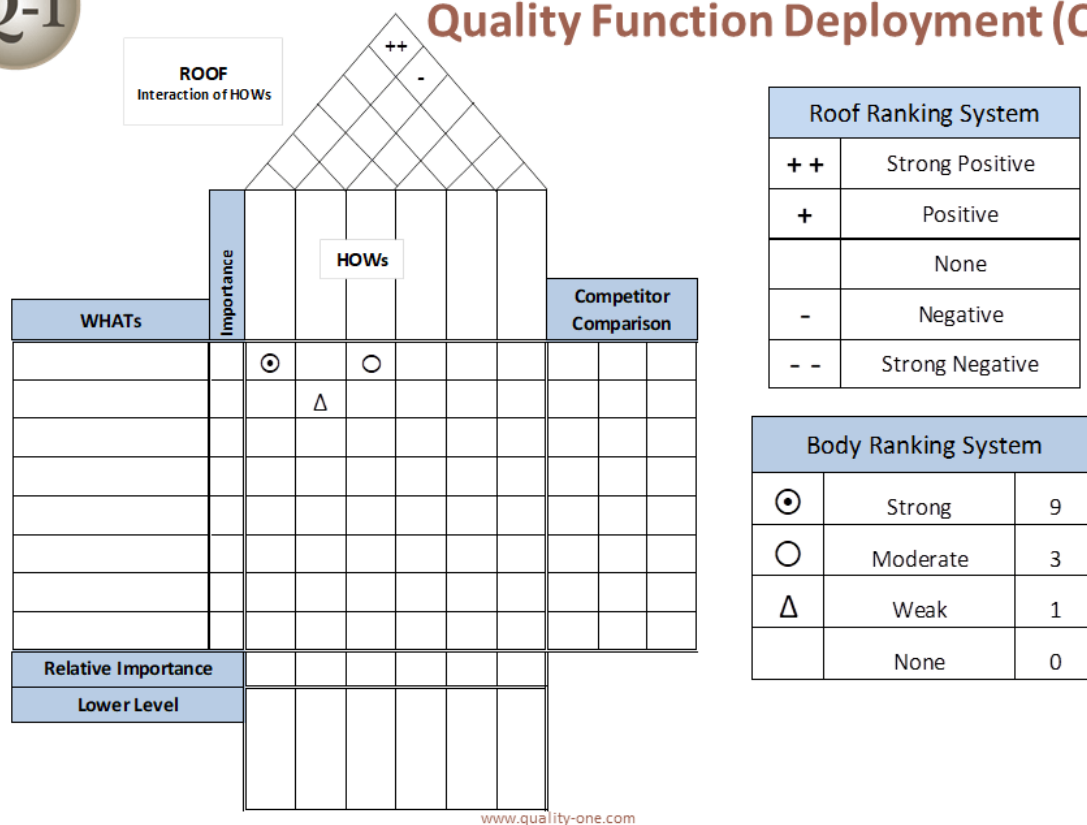 Quality Function Deployment (
ROOF
Interaction of HOWs
++
-
Importance
HOWs
WHATs
Competitor
Comparison
☉ ○
Δ
Relative Importance
Lower Level
Roof Ranking System
+ + Strong Positive
+ Positive
None
- Negative
- - Strong Negative
Body Ranking System
☉ Strong 9
○ Moderate 3
Δ Weak 1
None 0
www.quality-one.com